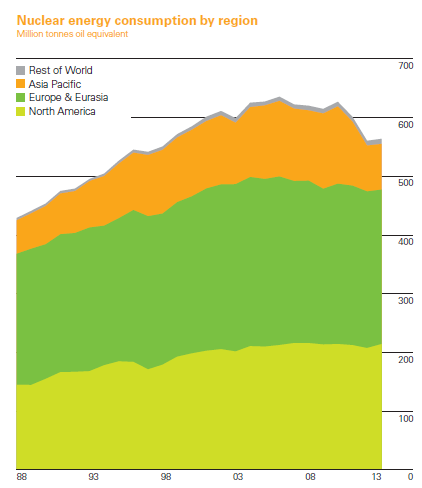 Nuclear energy consumption by region
Million tonnes oil equivalent
700
Rest of World
Asia Pacific
Europe & Eurasia
North America
600
500
400
300
200
100
88 93 98 03 08 13 0